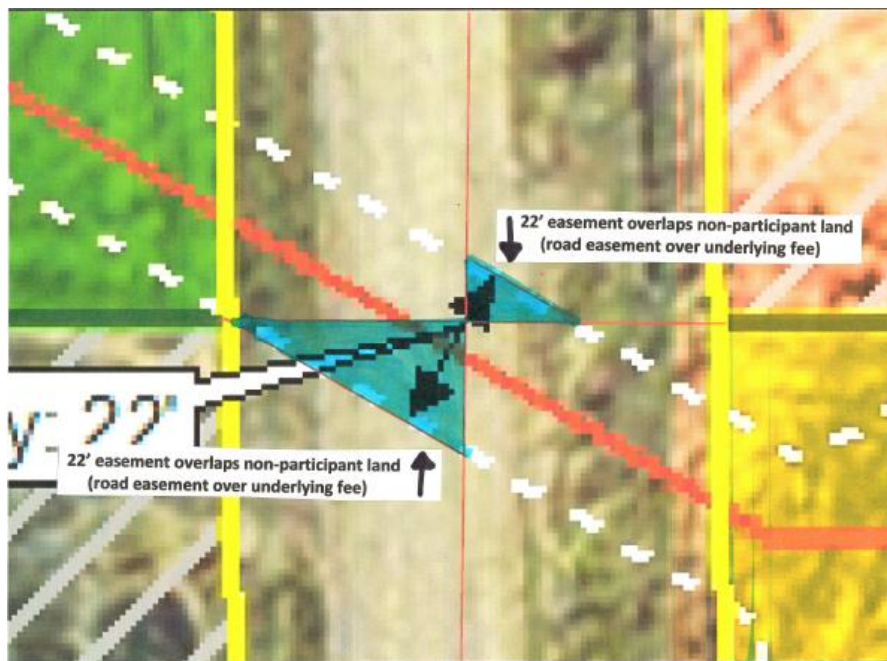 22' easement overlaps non-participant land
(road easement over underlying fee)
y: 22'
22' easement overlaps non-participant land
(road easement over underlying fee)